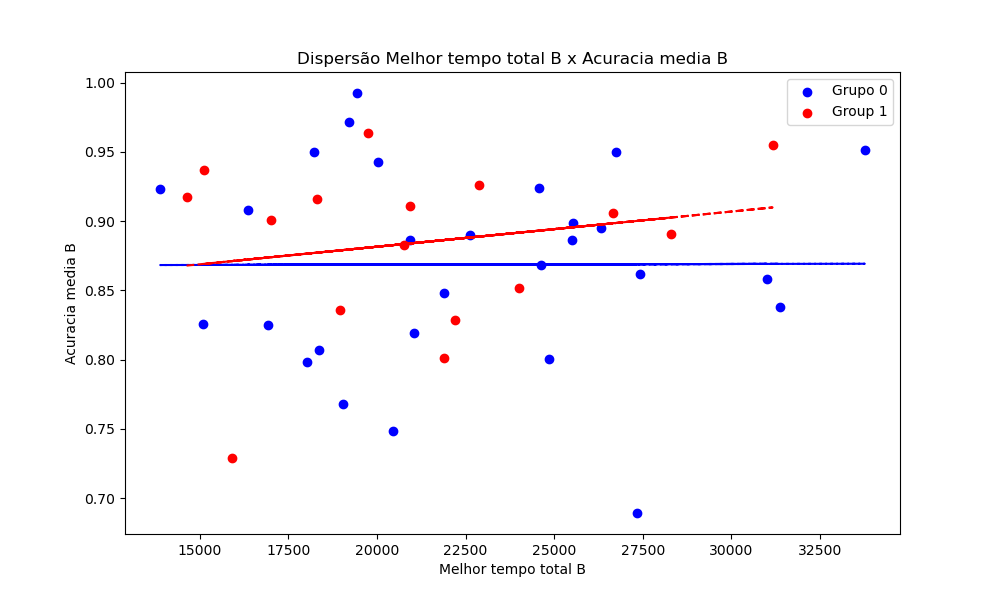 Dispersão Melhor tempo total B x Acuracia media B
Grupo 0
Group 1
1.00
0.95
0.90
0.85
0.80
0.75
0.70
Acuracia media B
15000 17500 20000 22500 25000 27500 30000 32500
Melhor tempo total B